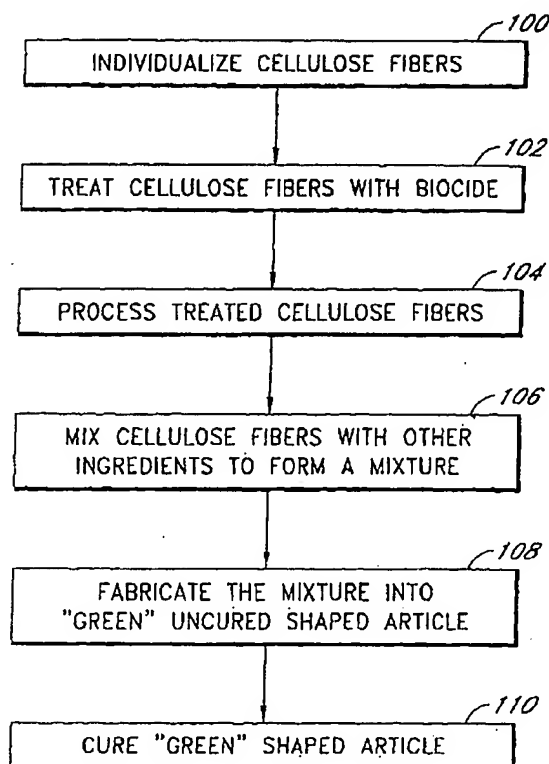 100
INDIVIDUALIZE CELLULOSE FIBERS
102
TREAT CELLULOSE FIBERS WITH BIOCIDE
104
PROCESS TREATED CELLULOSE FIBERS
106
MIX CELLULOSE FIBERS WITH OTHER
INGREDIENTS TO FORM A MIXTURE
108
FABRICATE THE MIXTURE INTO
"GREEN" UNCURED SHAPED ARTICLE
110
CURE "GREEN" SHAPED ARTICLE